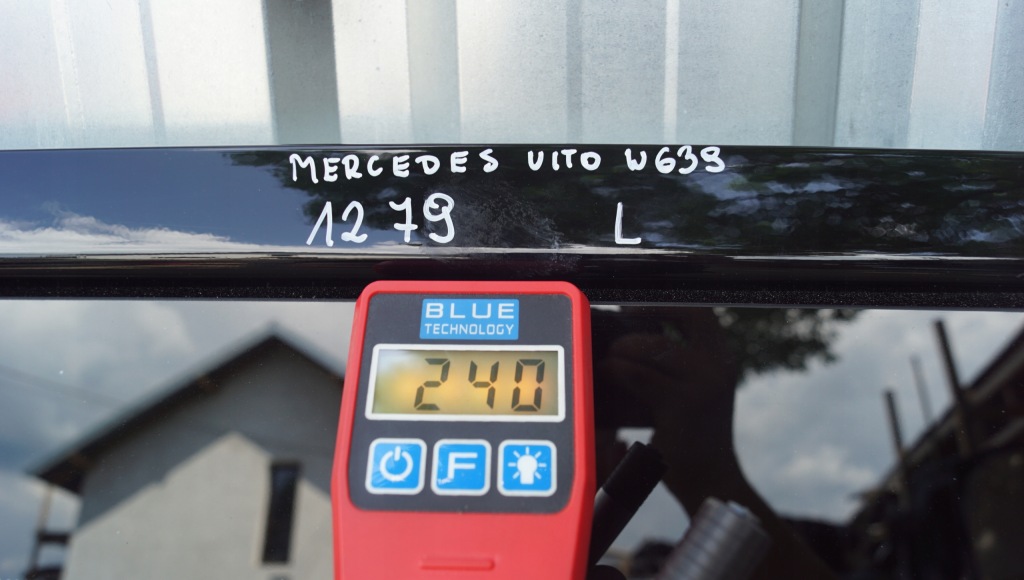 MERCEDES VITO W639
1279 L
BLUE
TECHNOLOGY
240
F